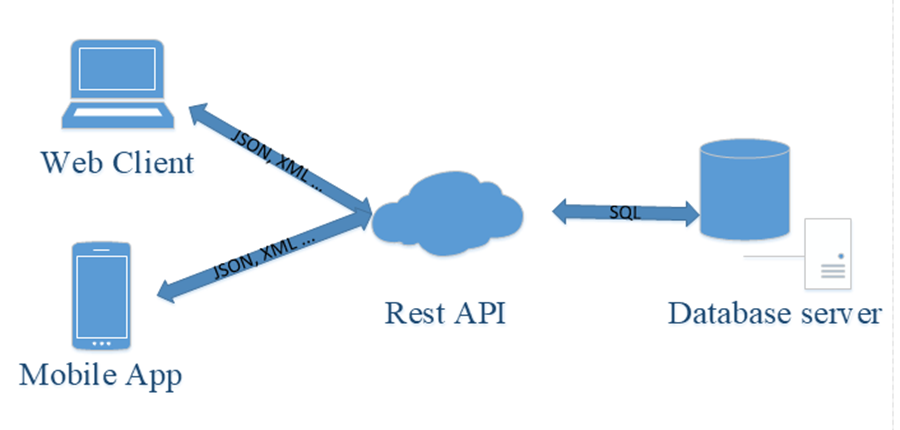 JSON, XML ...
Web Client
SQL
JSON, XML ...
Rest API
Database server
Mobile App